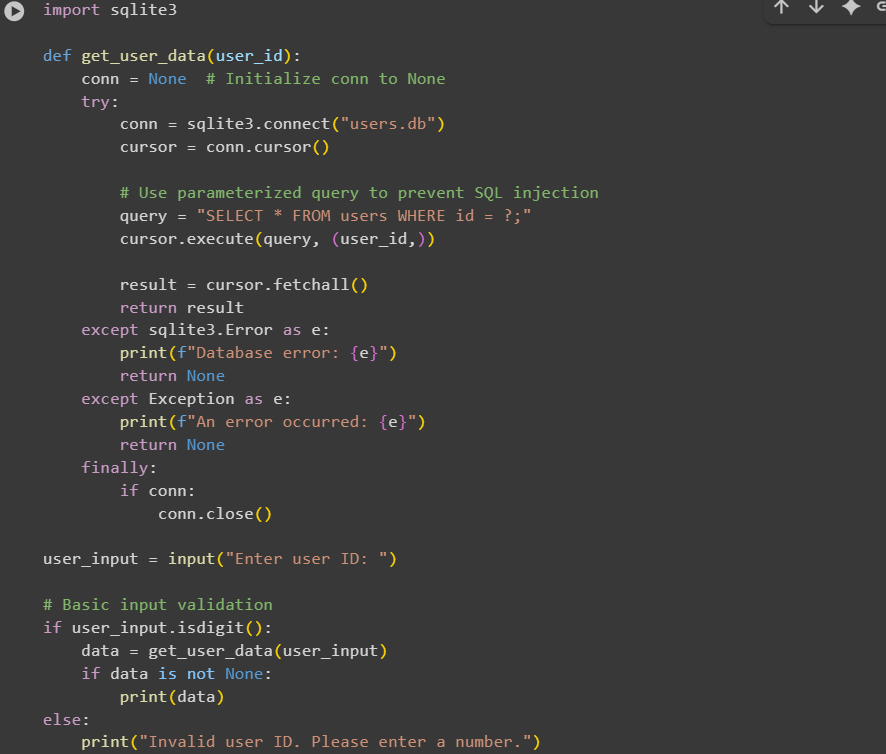 import sqlite3

def get_user_data(user_id):
    conn = None  # Initialize conn to None
    try:
        conn = sqlite3.connect("users.db")
        cursor = conn.cursor()

        # Use parameterized query to prevent SQL injection
        query = "SELECT * FROM users WHERE id = ?;"
        cursor.execute(query, (user_id,))

        result = cursor.fetchall()
        return result
    except sqlite3.Error as e:
        print(f"Database error: {e}")
        return None
    except Exception as e:
        print(f"An error occurred: {e}")
        return None
    finally:
        if conn:
            conn.close()

user_input = input("Enter user ID: ")

# Basic input validation
if user_input.isdigit():
    data = get_user_data(user_input)
    if data is not None:
        print(data)
else:
    print("Invalid user ID. Please enter a number.")